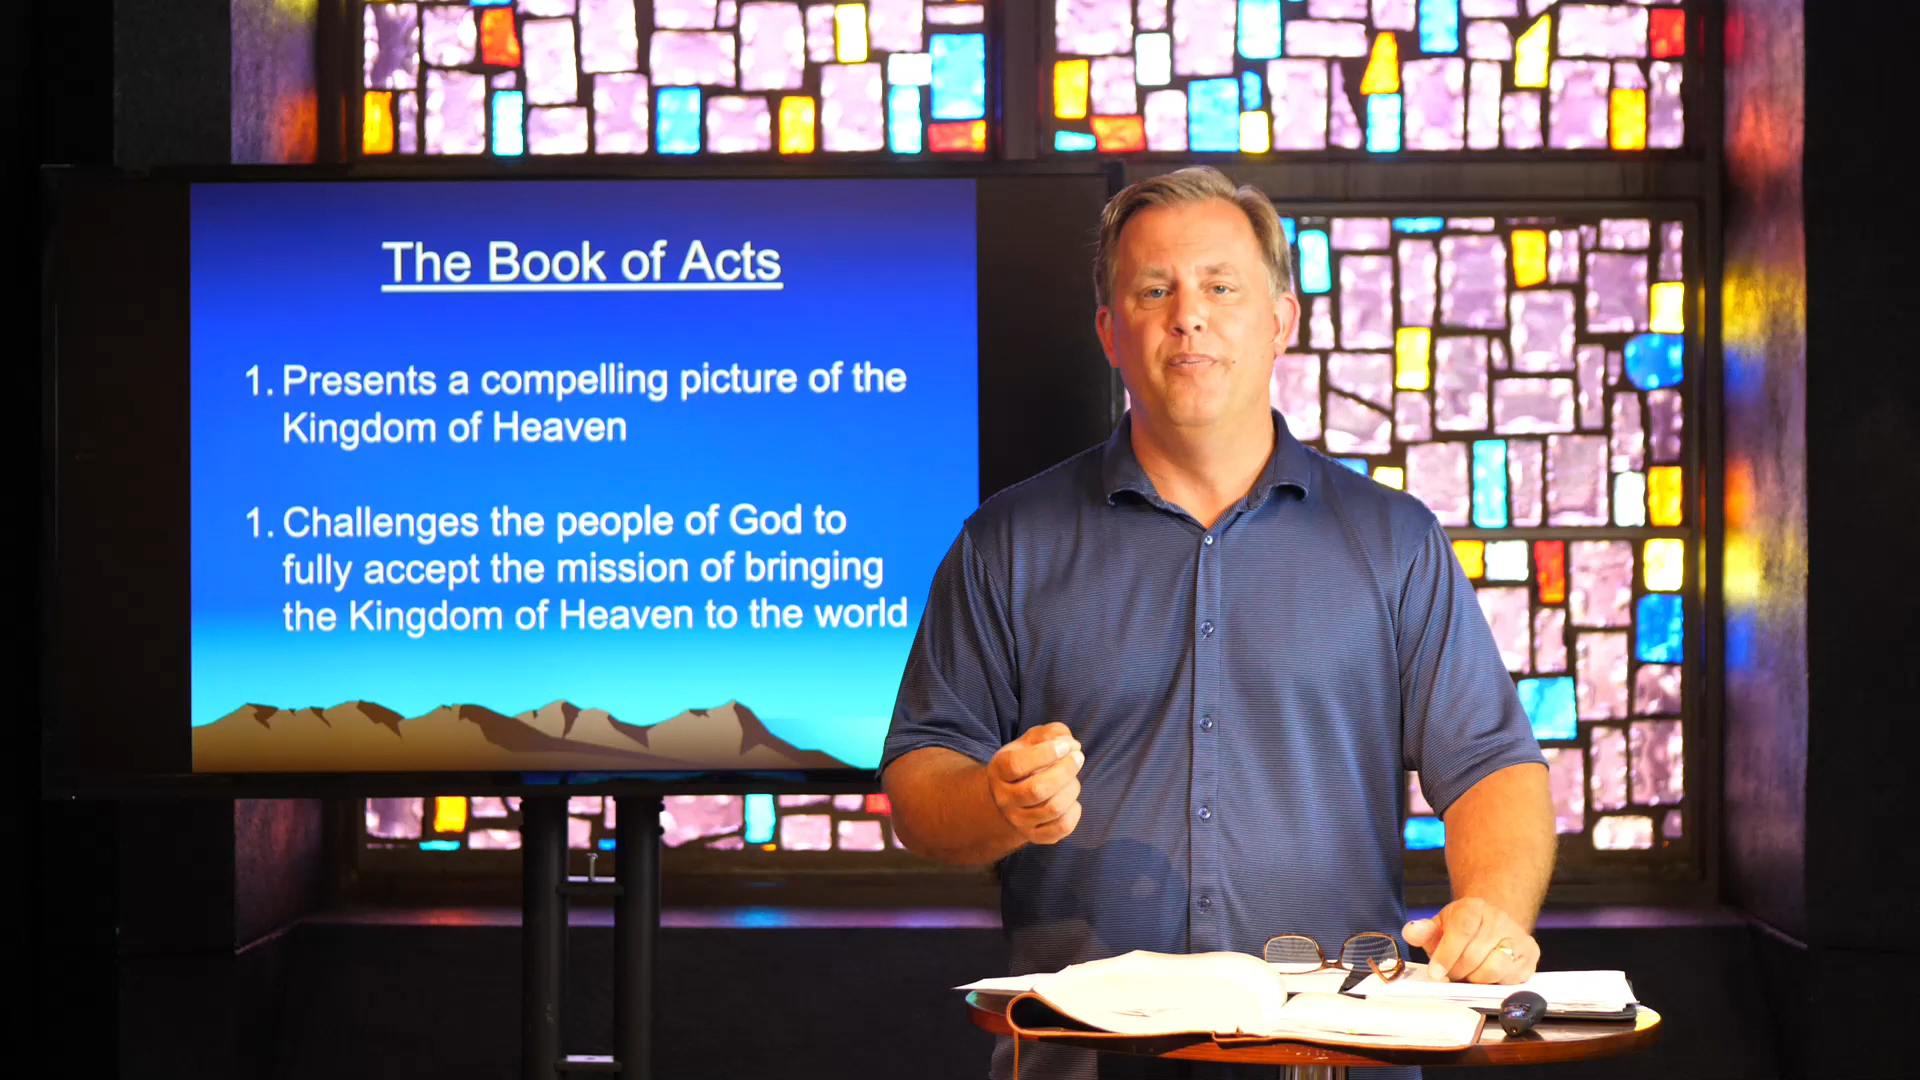 The Book of Acts
1. Presents a compelling picture of the
Kingdom of Heaven
1. Challenges the people of God to
fully accept the mission of bringing
the Kingdom of Heaven to the world